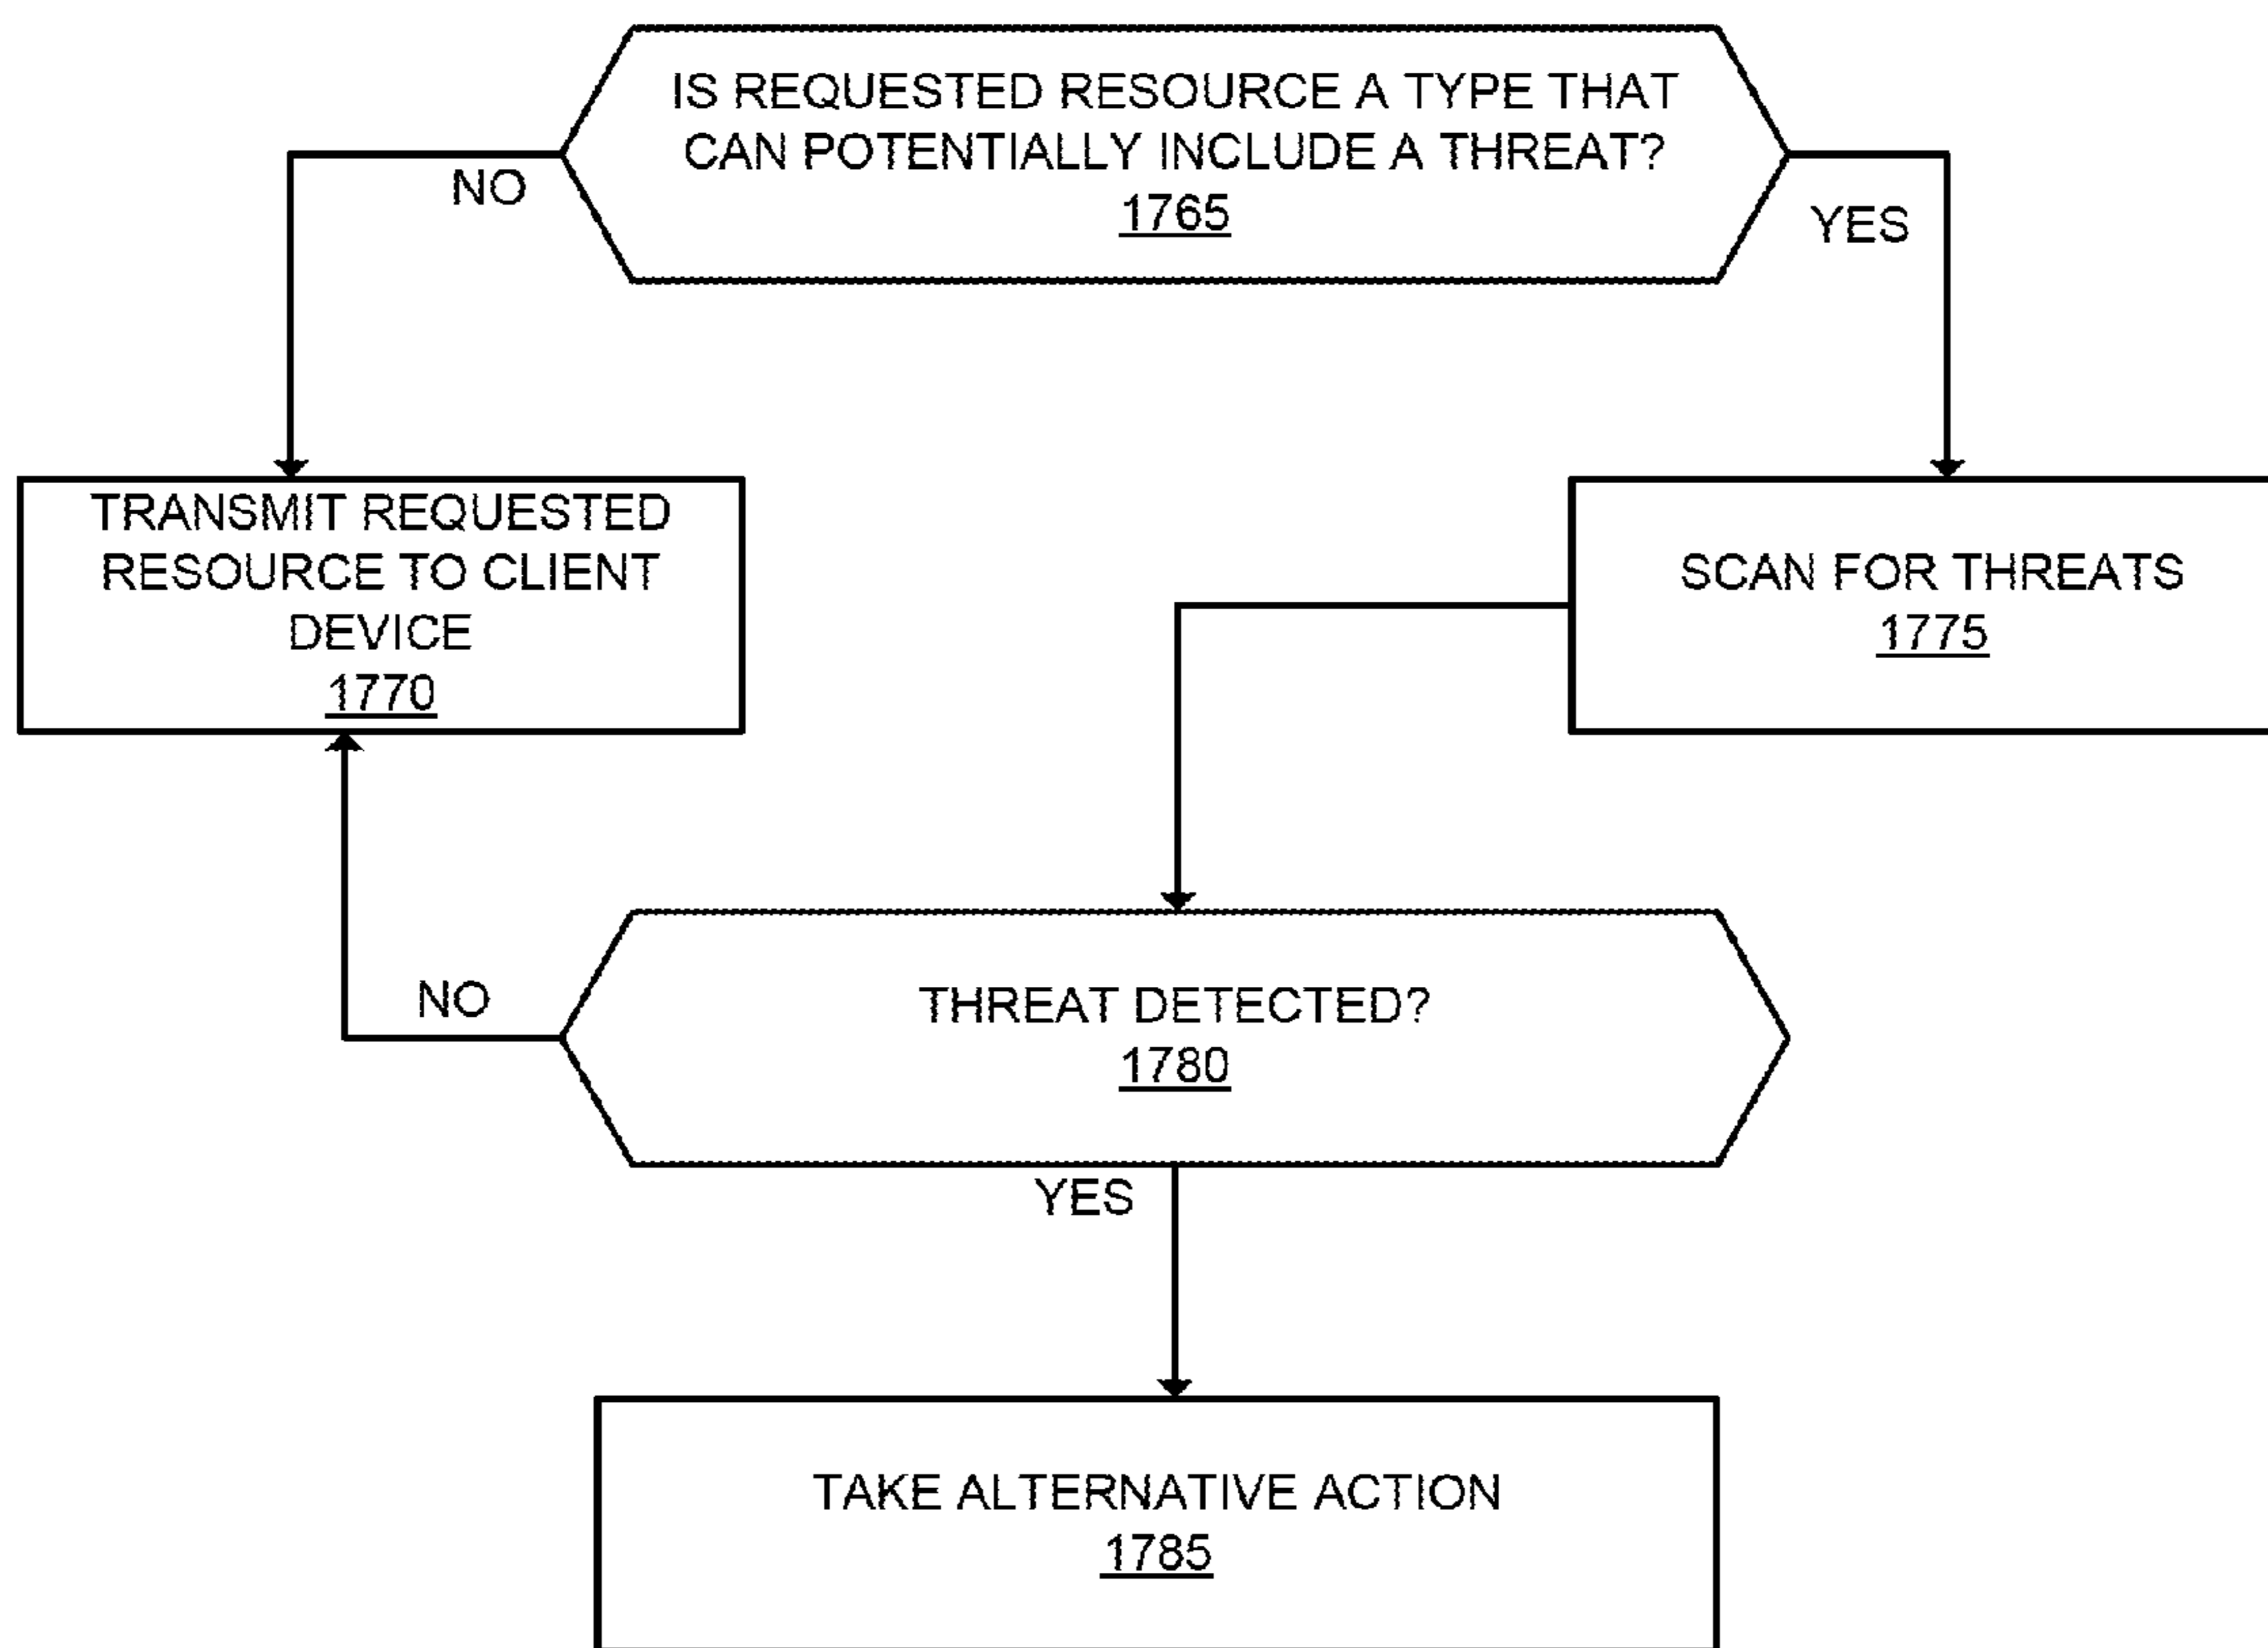 IS REQUESTED RESOURCE A TYPE THAT
CAN POTENTIALLY INCLUDE A THREAT?
1765
NO
YES
TRANSMIT REQUESTED
RESOURCE TO CLIENT
DEVICE
1770
SCAN FOR THREATS
1775
NO
THREAT DETECTED?
1780
YES
TAKE ALTERNATIVE ACTION
1785